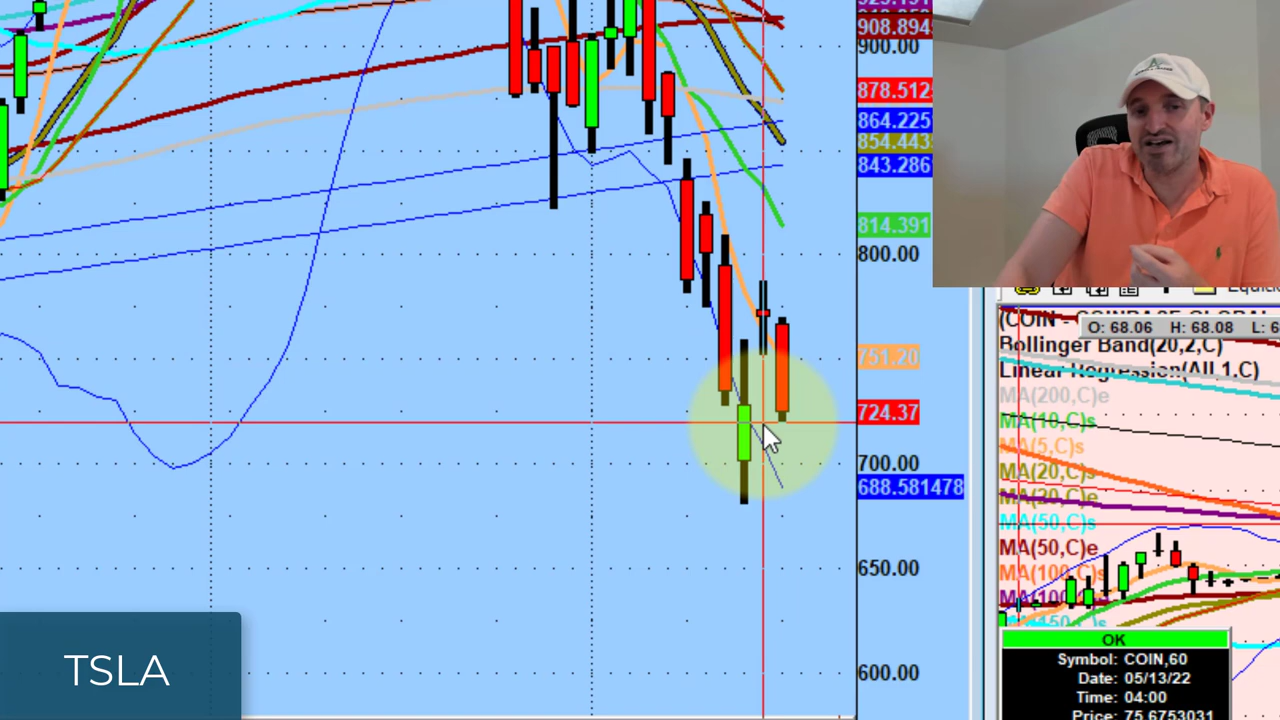 908.894
900.00
878.512
864.225
854.443
843.286
814.391
800.00
751.20
724.37
700.00
688.581478
650.00
600.00
TSLA
O: 68.06 H: 68.08 L: 6
Bollinger Band(20,2,C)
Linear Regression(All,1,C)
MA(200,C)e
MA(10,C)s
MA(5,C)s
MA(20,C)s
MA(20,C)e
MA(50,C)s
MA(50,C)e
MA(100,C)s
OK
Symbol: COIN,60
Date: 05/13/22
Time: 04:00
Price: 75.6753031